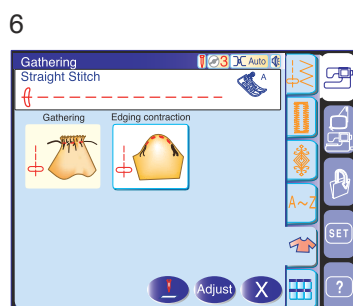 6
Gathering
3 Auto
Straight Stitch
A
Gathering Edging contraction
A~Z
SET
Adjust X
?